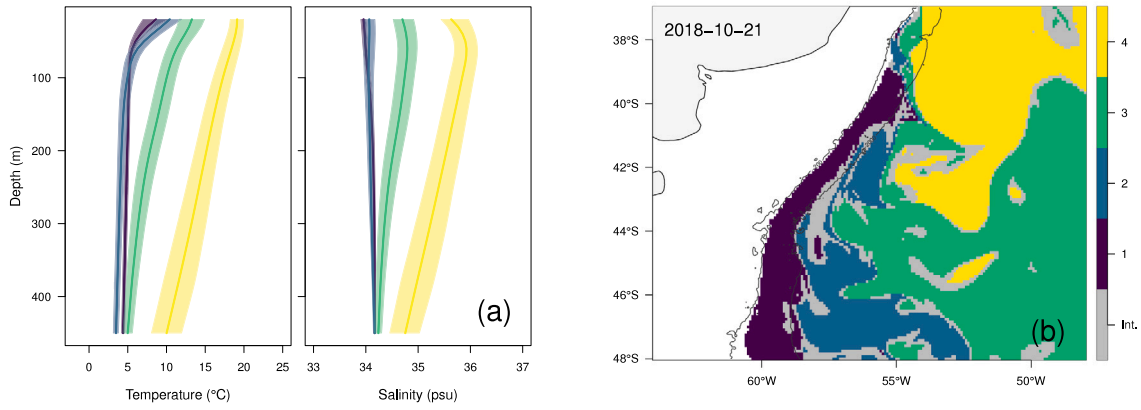 100
200
300
400
Depth (m)
0 5 10 15 20 25
Temperature (°C)
33 34 35 36 37
Salinity (psu)
(a)
2018-10-21
38°S
40°S
42°S
44°S
46°S
48°S
60°W 55°W 50°W
(b)
4
3
2
1
Int.